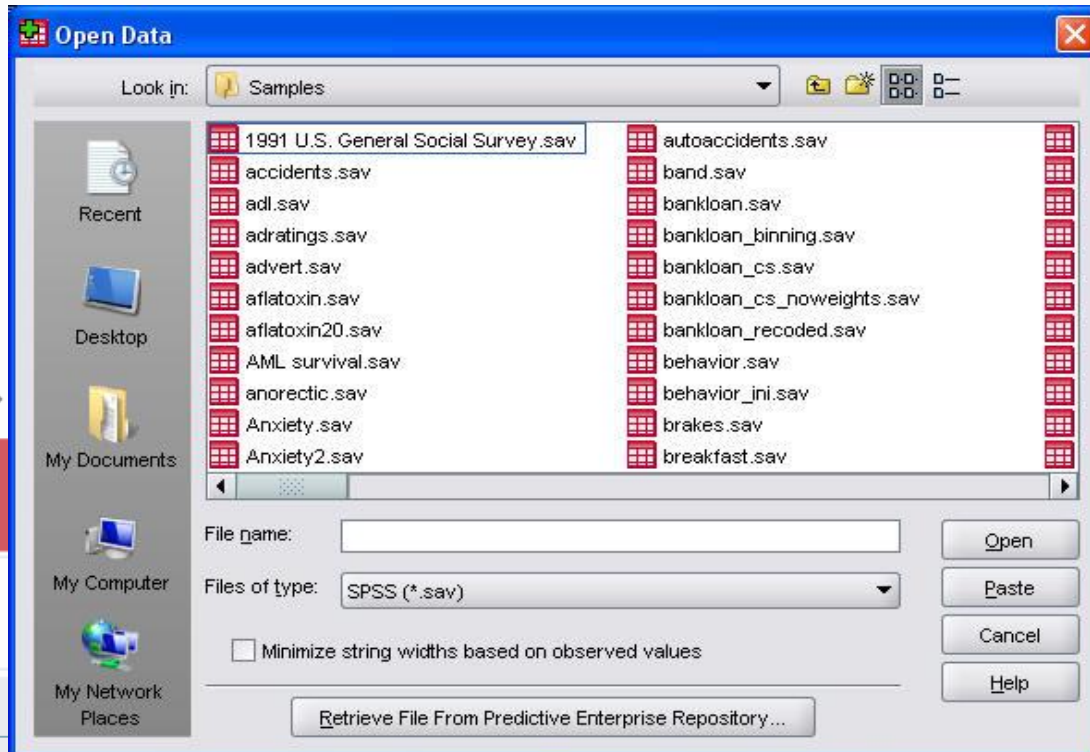 Open Data
Look in: Samples
1991 U.S. General Social Survey.sav
accidents.sav
adl.sav
adratings.sav
advert.sav
aflatoxin.sav
aflatoxin20.sav
AML survival.sav
anorectic.sav
Anxiety.sav
Anxiety2.sav
autoaccidents.sav
band.sav
bankloan.sav
bankloan_binning.sav
bankloan_cs.sav
bankloan_cs_noweights.sav
bankloan_recoded.sav
behavior.sav
behavior_ini.sav
brakes.sav
breakfast.sav
Recent
Desktop
My Documents
My Computer
My Network
Places
File name:
Files of type: SPSS (*.sav)
Minimize string widths based on observed values
Retrieve File From Predictive Enterprise Repository...
Open
Paste
Cancel
Help